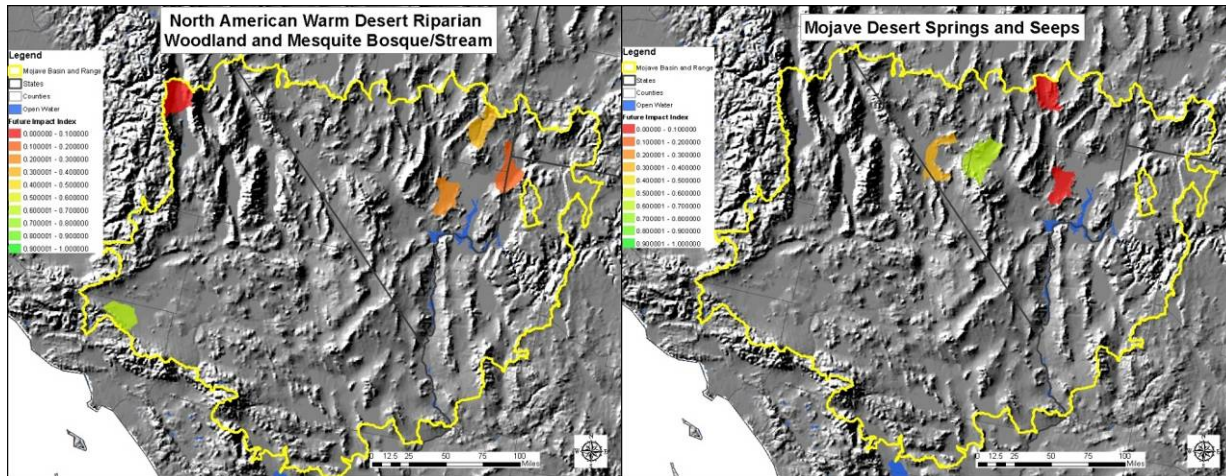 North American Warm Desert Riparian
Woodland and Mesquite Bosque/Stream
Legend
Mojave Basin and Range
States
Counties
Open Water
Future Impact Index
0.000000 - 0.100000
0.100001 - 0.200000
0.200001 - 0.300000
0.300001 - 0.400000
0.400001 - 0.500000
0.500001 - 0.600000
0.600001 - 0.700000
0.700001 - 0.800000
0.800001 - 0.900000
0.900001 - 1.000000
0 12.5 25 50 75 100
Miles
N
Mojave Desert Springs and Seeps
Legend
Mojave Basin and Range
States
Counties
Open Water
Future Impact Index
0.00000 - 0.100000
0.100001 - 0.200000
0.200001 - 0.300000
0.300001 - 0.400000
0.400001 - 0.500000
0.500001 - 0.600000
0.600001 - 0.700000
0.700001 - 0.800000
0.800001 - 0.900000
0.900001 - 1.000000
0 12.5 25 50 75 100
Miles
N